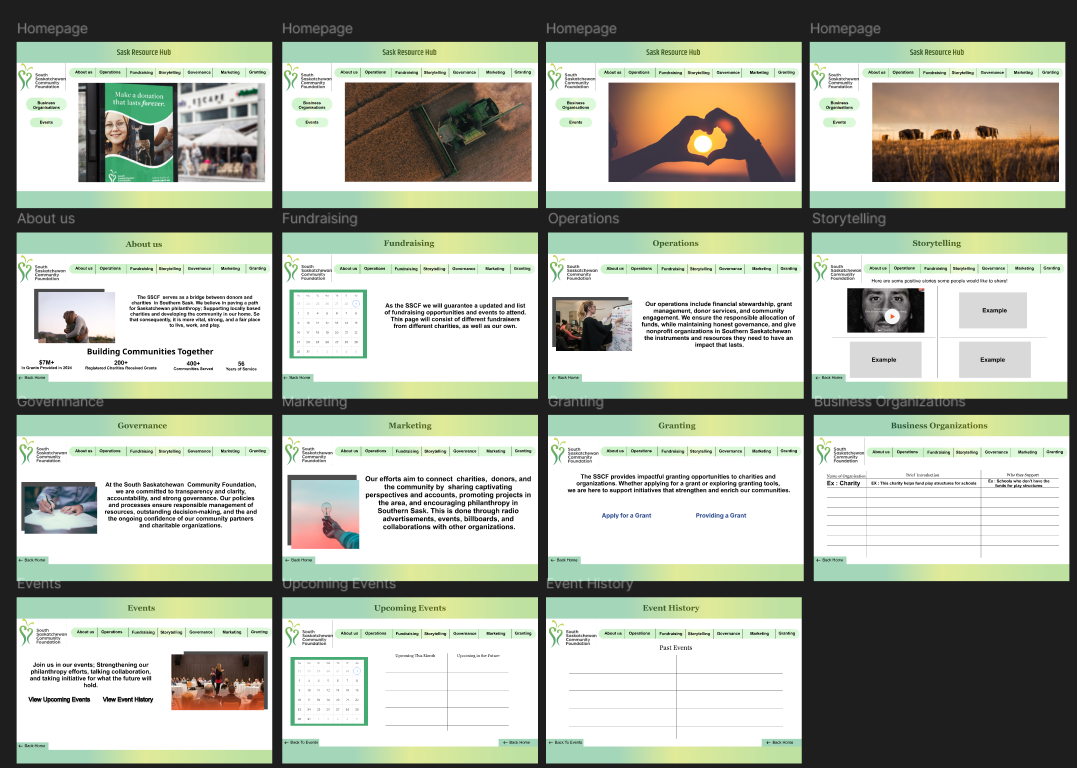 Homepage
Homepage
Homepage
Homepage
Sask Resource Hub
South
Saskatchewan
Community
Foundation
About us
Operations
Fundraising
Storytelling
Governance
Marketing
Granting
Business
Organisations
Events
Make a donation
that lasts forever.
Sask Resource Hub
South
Saskatchewan
Community
Foundation
About us
Operations
Fundraising
Storytelling
Governance
Marketing
Granting
Business
Organisations
Events
Sask Resource Hub
South
Saskatchewan
Community
Foundation
About us
Operations
Fundraising
Storytelling
Governance
Marketing
Granting
Business
Organisations
Events
Sask Resource Hub
South
Saskatchewan
Community
Foundation
About us
Operations
Fundraising
Storytelling
Governance
Marketing
Granting
Business
Organisations
Events
About us
Fundraising
Operations
Storytelling
About us
South
Saskatchewan
Community
Foundation
About us
Operations
Fundraising
Storytelling
Governance
Marketing
Granting
The SSCF serves as a bridge between donors and
charities in Southern Sask. We believe in paving a path
for Saskatchewan philanthropy; Supporting locally based
charities and developing the community in our home. So
that consequently, it is more vital, strong, and a fair place
to live, work, and play.
Building Communities Together
$7M+
in Grants Provided in 2024
200+
Registered Charities Received Grants
400+
Communities Served
56
Years of Service
← Back Home
Fundraising
South
Saskatchewan
Community
Foundation
About us
Operations
Fundraising
Storytelling
Governance
Marketing
Granting
As the SSCF we will guarantee a updated and list
of fundraising opportunities and events to attend.
This page will consist of different fundraisers
from different charities, as well as our own.
← Back Home
Operations
South
Saskatchewan
Community
Foundation
About us
Operations
Fundraising
Storytelling
Governance
Marketing
Granting
Our operations include financial stewardship, grant
management, donor services, and community
engagement. We ensure the responsible allocation of
funds, while maintaining honest governance, and give
nonprofit organizations in Southern Saskatchewan
the instruments and resources they need to have an
impact that lasts.
← Back Home
Storytelling
South
Saskatchewan
Community
Foundation
About us
Operations
Fundraising
Storytelling
Governance
Marketing
Granting
Here are some positive stories some people would like to share!
Example
Example
Example
← Back Home
Governhance
Marketing
Granting
Business Organizations
Governance
South
Saskatchewan
Community
Foundation
About us
Operations
Fundraising
Storytelling
Governance
Marketing
Granting
At the South Saskatchewan Community Foundation,
we are committed to transparency and clarity,
accountability, and strong governance. Our policies
and processes ensure responsible management of
resources, outstanding decision-making, and the and
the ongoing confidence of our community partners
and charitable organizations.
← Back Home
Marketing
South
Saskatchewan
Community
Foundation
About us
Operations
Fundraising
Storytelling
Governance
Marketing
Granting
Our efforts aim to connect charities, donors, and
the community by sharing captivating
perspectives and accounts, promoting projects in
the area, and encouraging philanthropy in
Southern Sask. This is done through radio
advertisements, events, billboards, and
collaborations with other organizations.
← Back Home
Granting
South
Saskatchewan
Community
Foundation
About us
Operations
Fundraising
Storytelling
Governance
Marketing
Granting
The SSCF provides impactful granting opportunities to charities and
organizations. Whether applying for a grant or exploring granting tools,
we are here to support initiatives that strengthen and enrich our communities.
Apply for a Grant
Providing a Grant
← Back Home
Business Organizations
South
Saskatchewan
Community
Foundation
About us
Operations
Fundraising
Storytelling
Governance
Marketing
Granting
Name of Organization
Brief Introduction
Who they Support
Ex : Charity
EX : This charity helps fund play structures for schools
Ex : Schools who don't have the
funds for play structures
← Back Home
Events
Upcoming Events
Event History
Events
South
Saskatchewan
Community
Foundation
About us
Operations
Fundraising
Storytelling
Governance
Marketing
Granting
Join us in our events; Strengthening our
philanthropy efforts, talking collaboration,
and taking initiative for what the future will
hold.
View Upcoming Events
View Event History
← Back Home
Upcoming Events
South
Saskatchewan
Community
Foundation
About us
Operations
Fundraising
Storytelling
Governance
Marketing
Granting
Upcoming This Month
Upcoming in the Future
← Back To Events
← Back Home
Event History
South
Saskatchewan
Community
Foundation
About us
Operations
Fundraising
Storytelling
Governance
Marketing
Granting
Past Events
← Back To Events
← Back Home